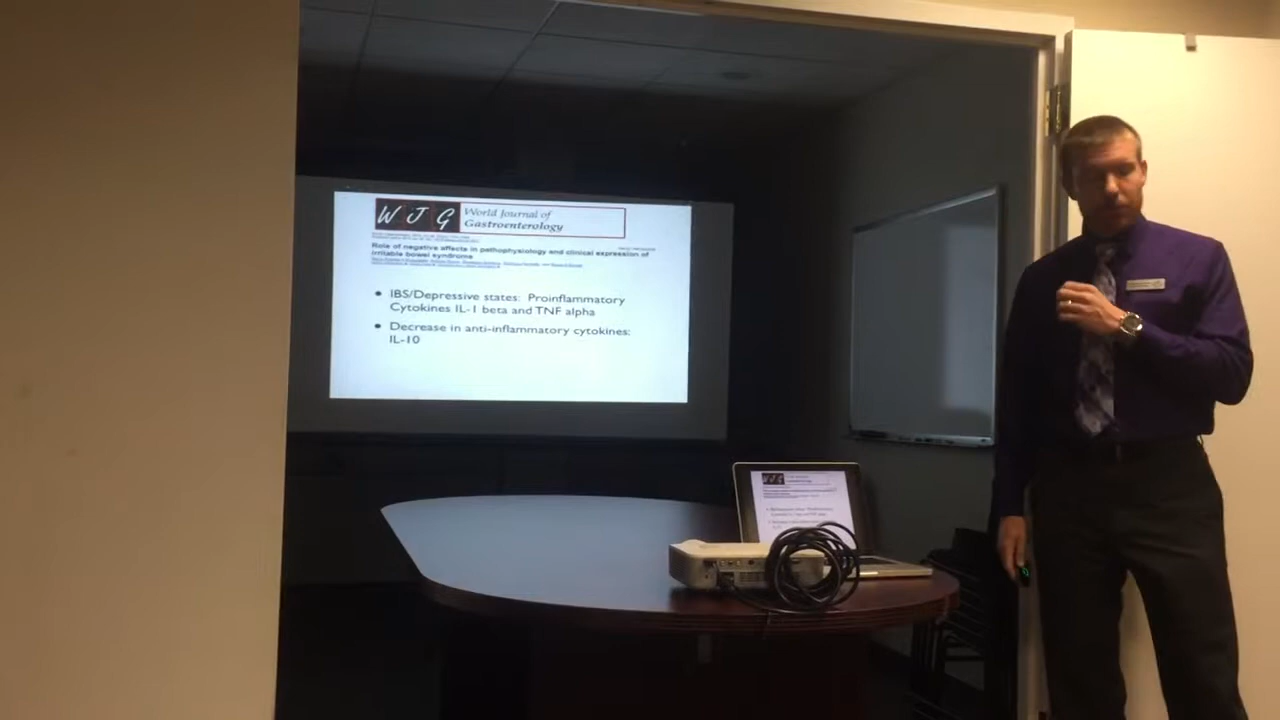 WJG World Journal of
Gastroenterology
Role of negative affects in pathophysiology and clinical expression of
irritable bowel syndrome
• IBS/Depressive states: Proinflammatory
Cytokines IL-1 beta and TNF alpha
• Decrease in anti-inflammatory cytokines:
IL-10